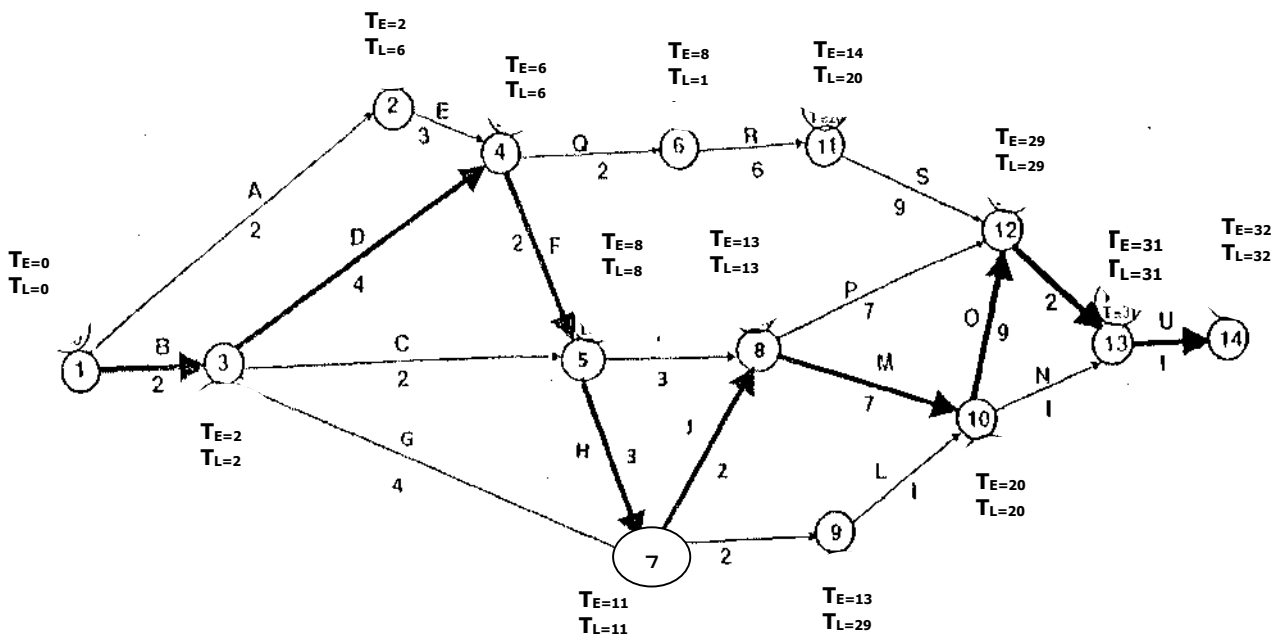 TE=2
TL=6
TE=6
TL=6
TE=8
TL=1
TE=14
TL=20
2
E
3
4
Q
2
6
R
6
11
S
9
TE=29
TL=29
12
TE=32
TL=32
A
2
D
4
2
F
TE=8
TL=8
TE=13
TL=13
P
7
O
9
2
TE=31
TL=31
U
1
14
13
TE=0
TL=0
1
B
2
3
C
2
5
3
8
M
7
10
N
1
TE=2
TL=2
G
4
H
3
J
2
L
1
TE=20
TL=20
7
2
9
TE=11
TL=11
TE=13
TL=29